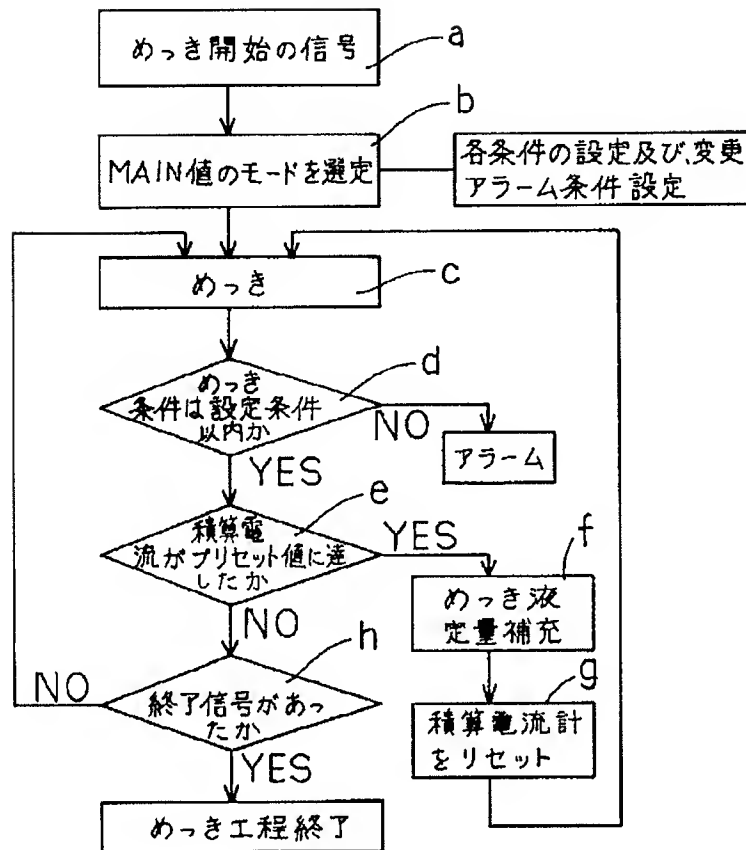 めっき開始の信号
a
b
MAIN値のモードを選定
各条件の設定及び、変更
アラーム条件設定
めっき
c
めっき
条件は設定条件
以内か
d
NO
アラーム
YES
積算電
流がプリセット値に達
したか
e
YES
めっき液
定量補充
f
NO
積算電流計
をリセット
g
終了信号があっ
たか
h
NO
YES
めっき工程終了